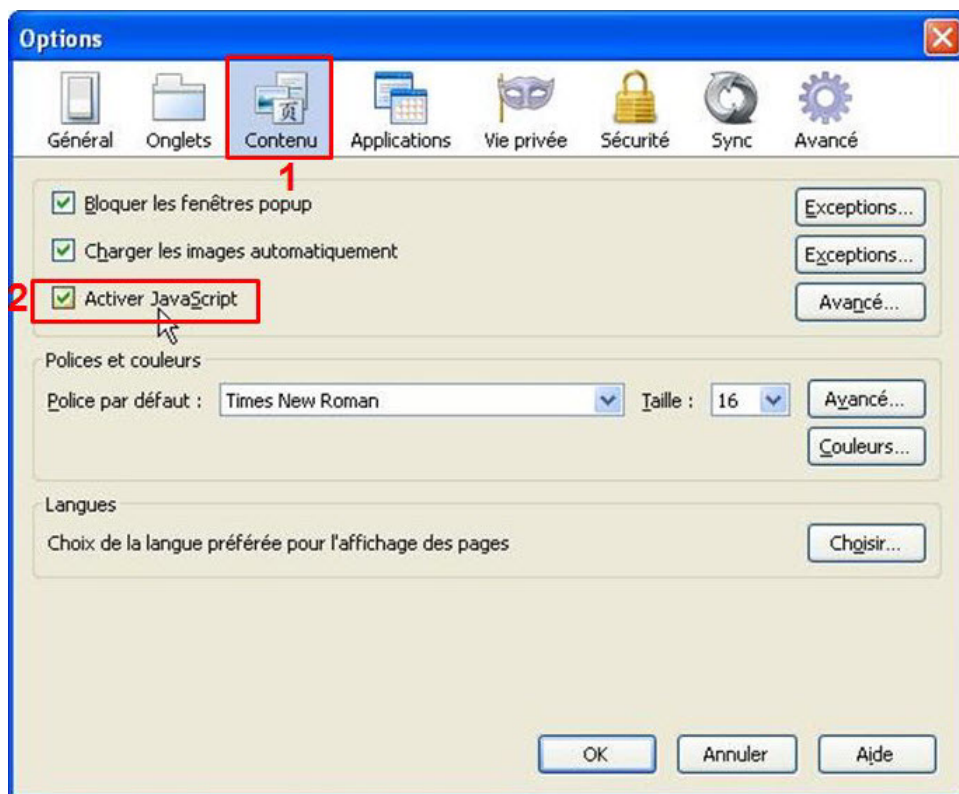 Options
Général Onglets Contenu Applications Vie privée Sécurité Sync Avancé
页
1
Bloquer les fenêtres popup Exceptions...
Charger les images automatiquement Exceptions...
2 Activer JavaScript Avancé...
Polices et couleurs
Police par défaut : Times New Roman Taille : 16 Avancé...
Couleurs...
Langues
Choix de la langue préférée pour l'affichage des pages Choisir...
OK Annuler Aide